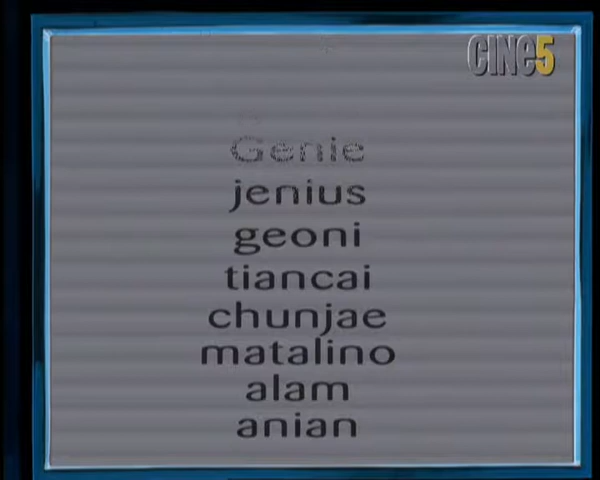 CINE5
Genie
jenius
geoni
tiancai
chunjae
matalino
alam
anian